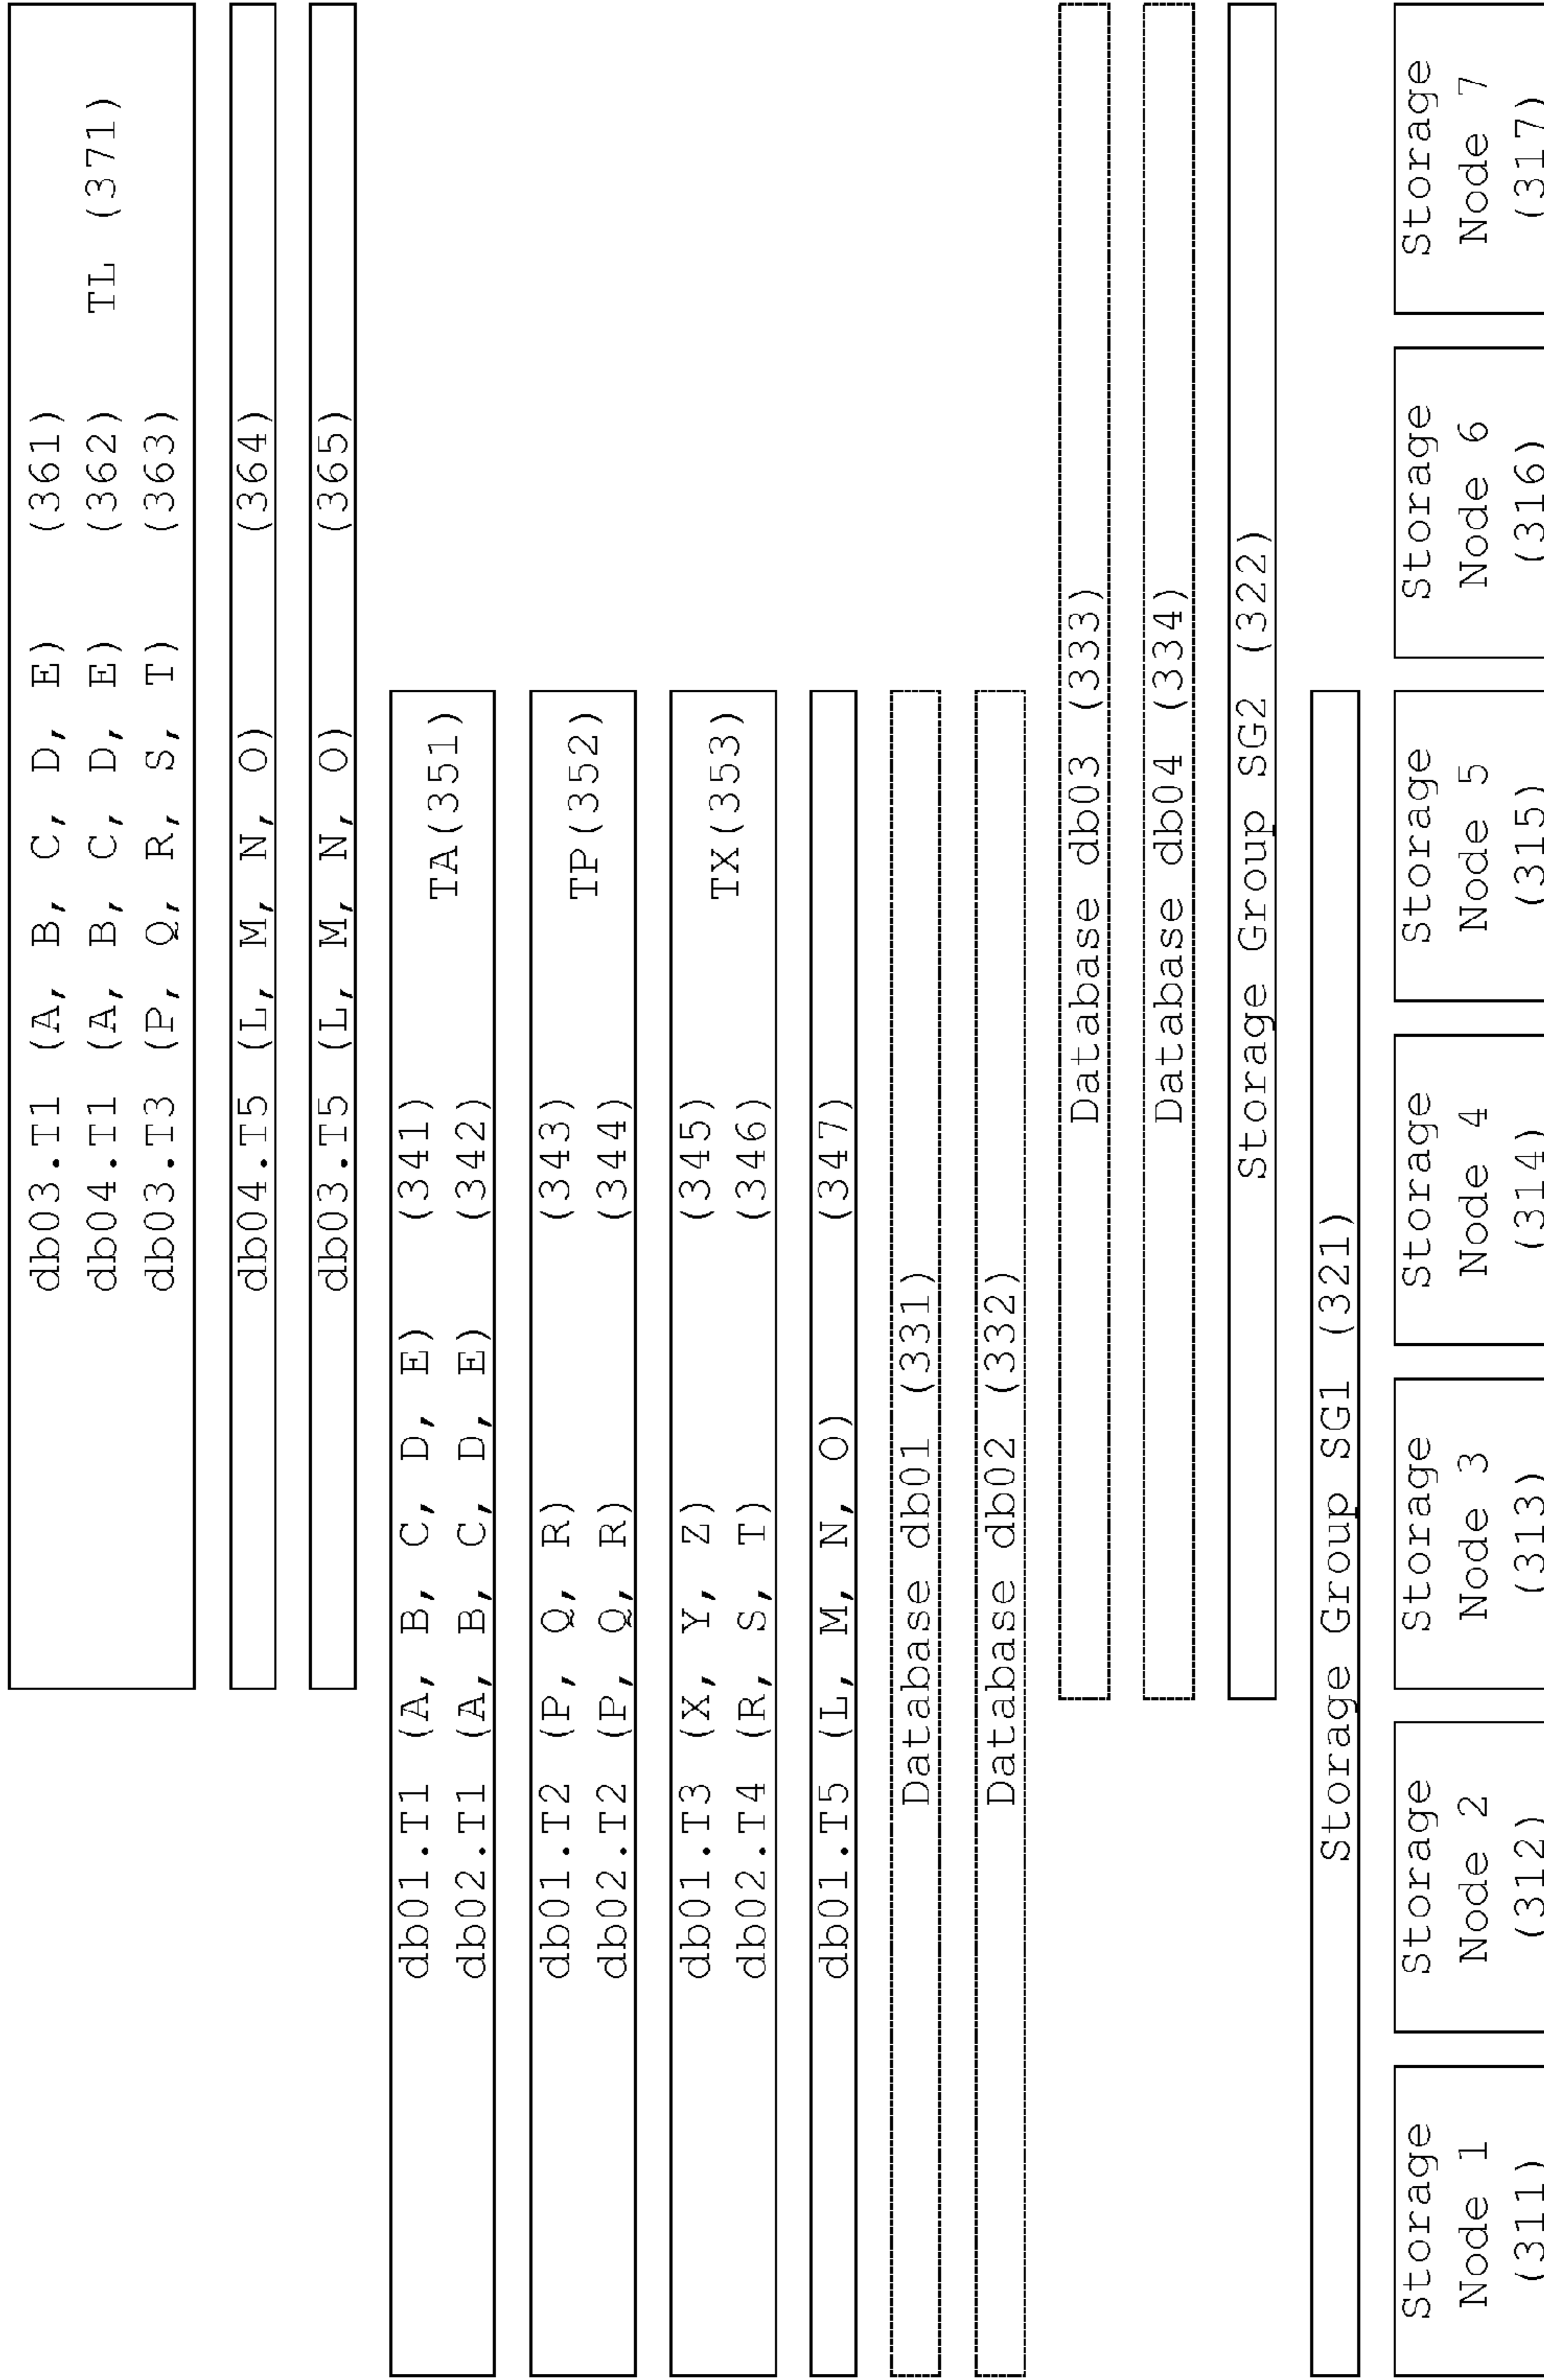 db03.T1 (A, B, C, D, E) (361)
db04.T1 (A, B, C, D, E) (362) TL (371)
db03.T3 (P, Q, R, S, T) (363)
db04.T5 (L, M, N, O) (364)
db03.T5 (L, M, N, O) (365)
db01.T1 (A, B, C, D, E) (341)
TA(351)
db02.T1 (A, B, C, D, E) (342)
db01.T2 (P, Q, R) (343)
TP(352)
db02.T2 (P, Q, R) (344)
db01.T3 (X, Y, Z) (345)
TX(353)
db02.T4 (R, S, T) (346)
db01.T5 (L, M, N, O) (347)
Database db01 (331)
Database db02 (332)
Database db03 (333)
Database db04 (334)
Storage Group SG2 (322)
Storage Group SG1 (321)
Storage
Node 1
(311)
Storage
Node 2
(312)
Storage
Node 3
(313)
Storage
Node 4
(314)
Storage
Node 5
(315)
Storage
Node 6
(316)
Storage
Node 7
(317)